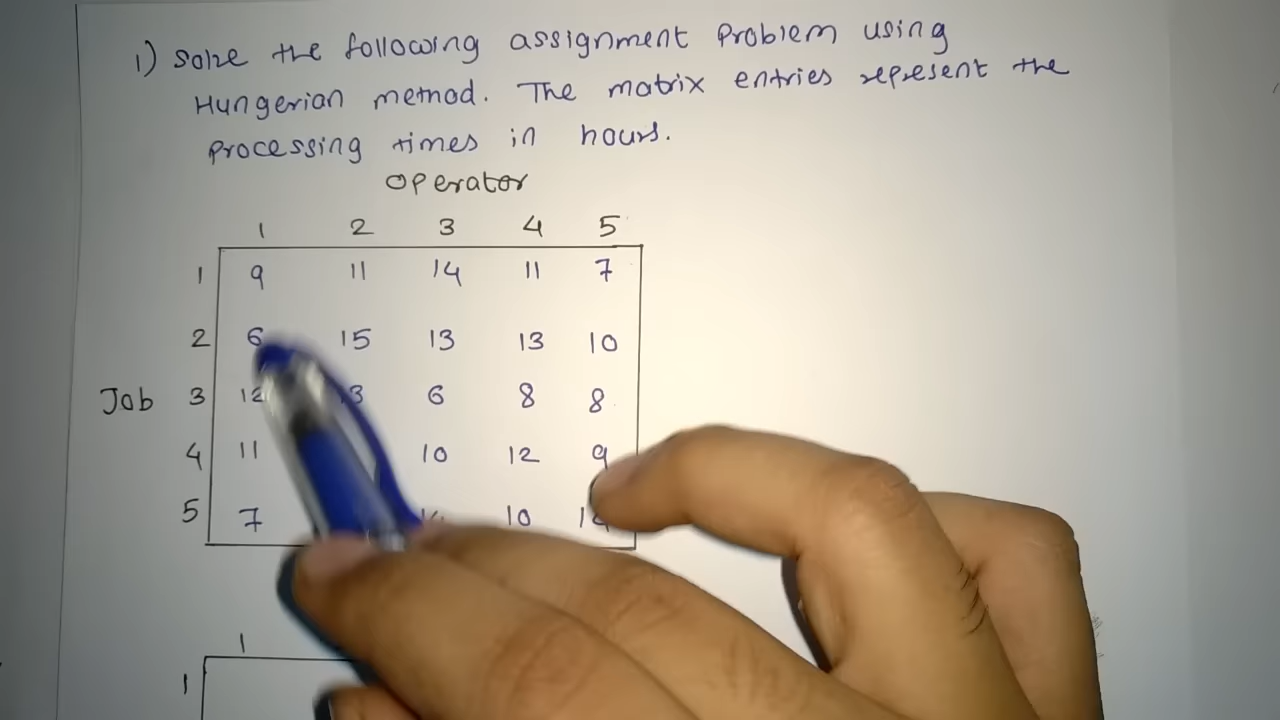 1) Solve the following assignment Problem using
Hungerian method. The matrix entries represent the
processing times in hours.
Operator
1 2 3 4 5
1 9 11 14 11 7
2 6 15 13 13 10
Job 3 12 6 8 8
4 11 10 12 9
5 7 10
1
1